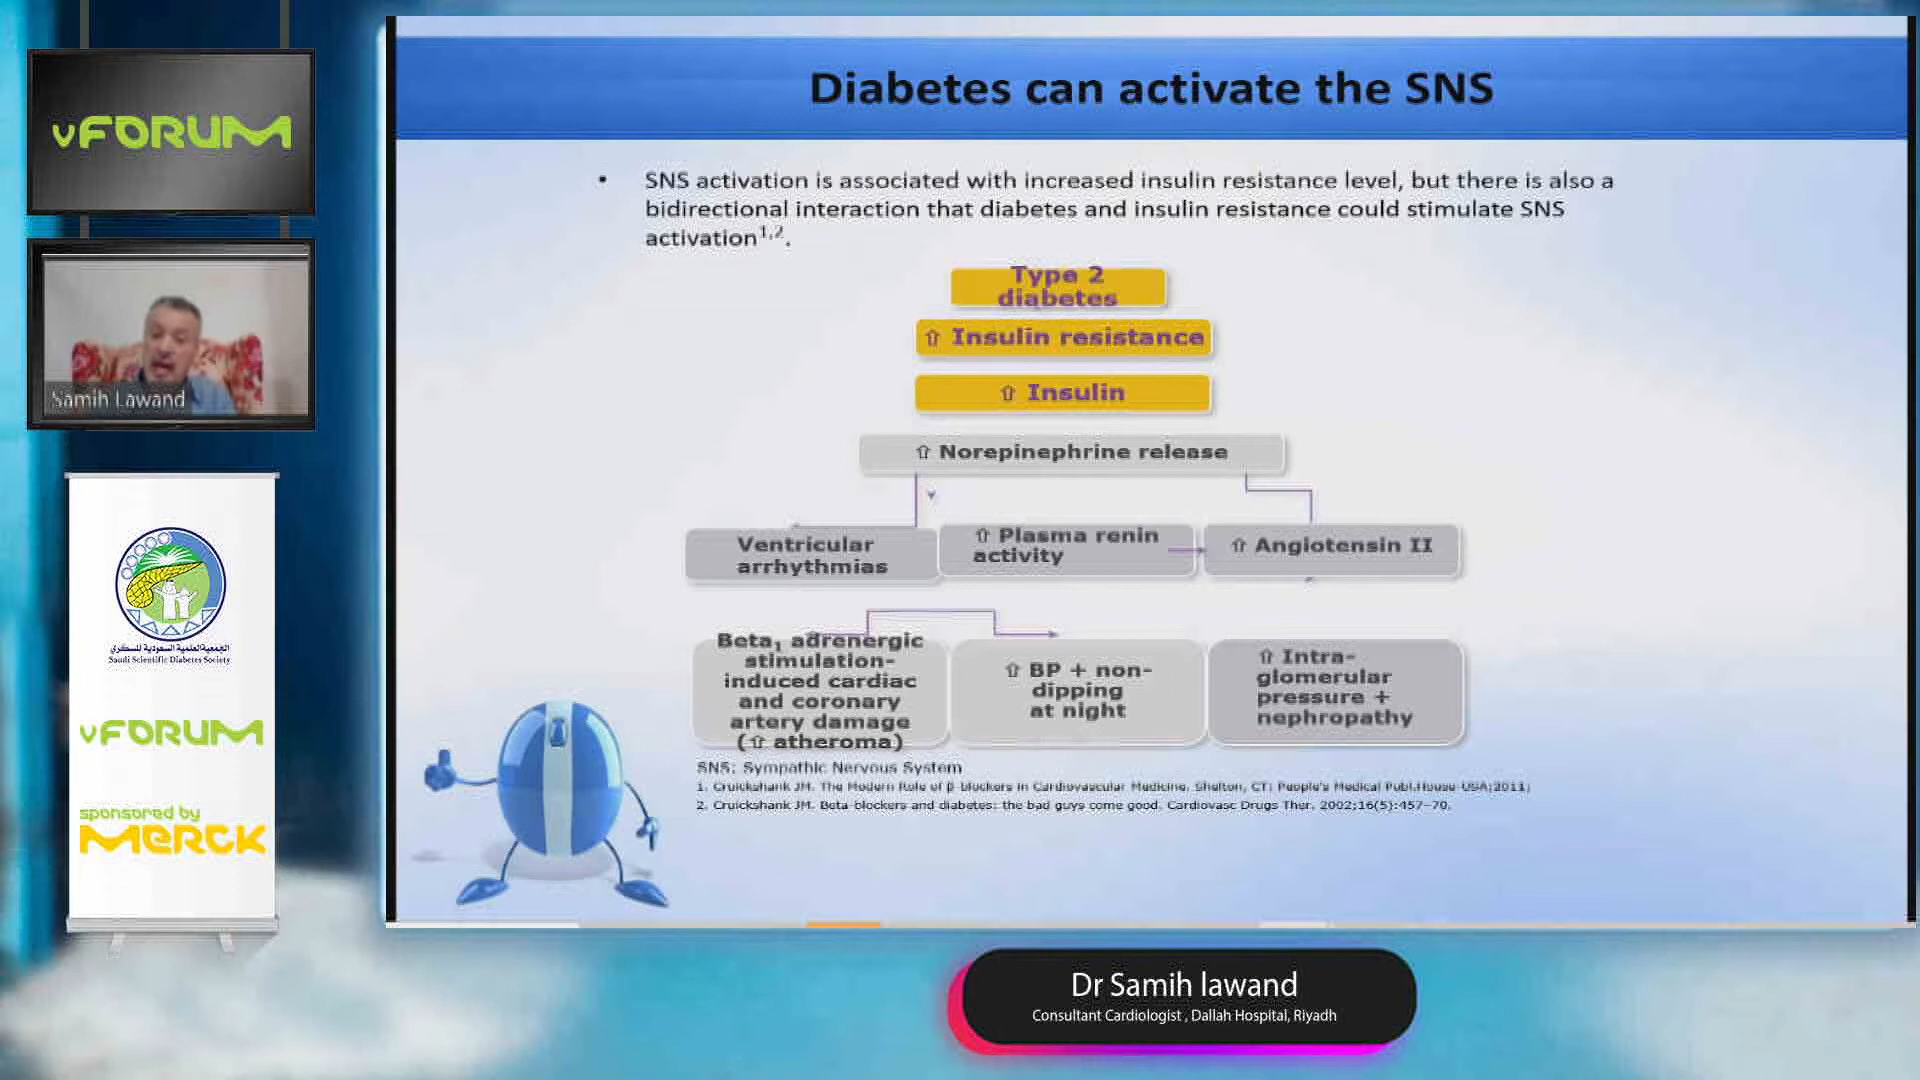 vFORUM
Samih Lawand
الجمعية العلمية السعودية للسكري
Saudi Scientific Diabetes Society
vFORUM
sponsored by
MERCK
Diabetes can activate the SNS
• SNS activation is associated with increased insulin resistance level, but there is also a
bidirectional interaction that diabetes and insulin resistance could stimulate SNS
activation1,2.
Type 2
diabetes
⇧ Insulin resistance
⇧ Insulin
⇧ Norepinephrine release
Ventricular
arrhythmias
⇧ Plasma renin
activity
⇧ Angiotensin II
Beta1 adrenergic
stimulation-
induced cardiac
and coronary
artery damage
(⇧ atheroma)
⇧ BP + non-
dipping
at night
⇧ Intra-
glomerular
pressure +
nephropathy
SNS: Sympathic Nervous System
1. Cruickshank JM. The Modern Role of β-blockers in Cardiovascular Medicine. Shelton, CT: People's Medical Publ.House-USA;2011;
2. Cruickshank JM. Beta-blockers and diabetes: the bad guys come good. Cardiovasc Drugs Ther. 2002;16(5):457–70.
Dr Samih lawand
Consultant Cardiologist , Dallah Hospital, Riyadh